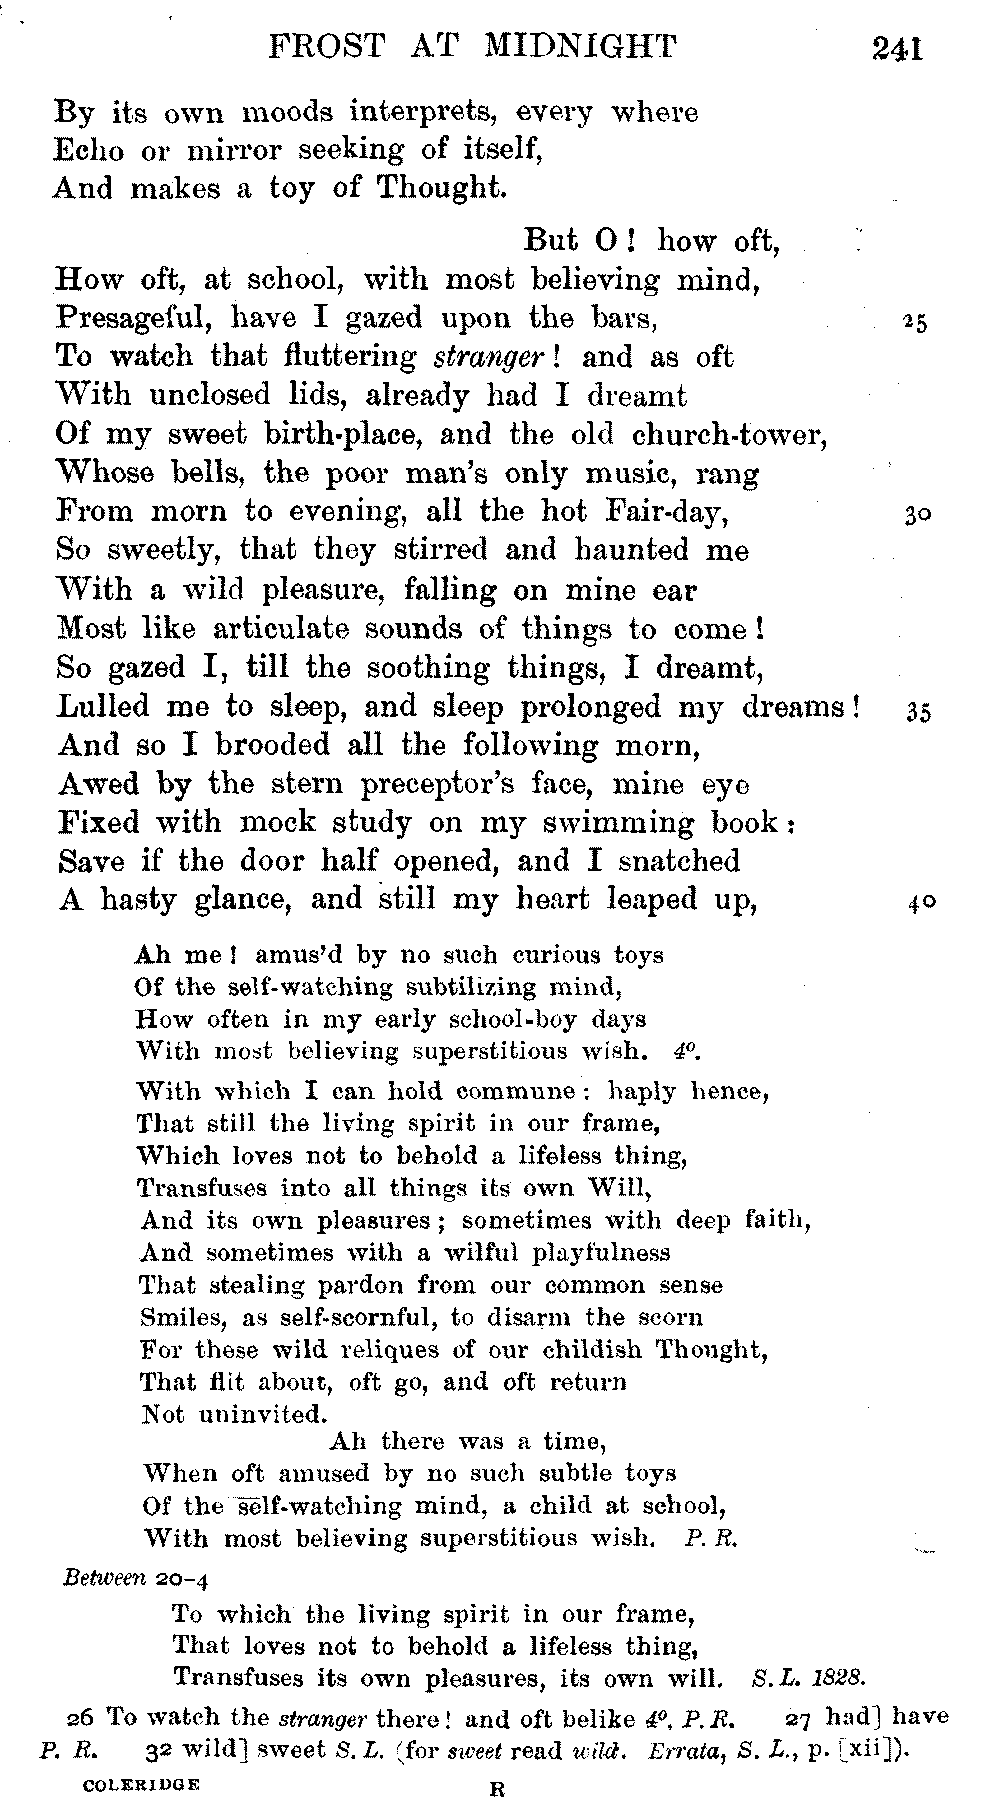 FROST AT MIDNIGHT 241
By its own moods interprets, every where
Echo or mirror seeking of itself,
And makes a toy of Thought.
But O! how oft,
How oft, at school, with most believing mind,
Presageful, have I gazed upon the bars, 25
To watch that fluttering stranger! and as oft
With unclosed lids, already had I dreamt
Of my sweet birth-place, and the old church-tower,
Whose bells, the poor man's only music, rang
From morn to evening, all the hot Fair-day, 30
So sweetly, that they stirred and haunted me
With a wild pleasure, falling on mine ear
Most like articulate sounds of things to come!
So gazed I, till the soothing things, I dreamt,
Lulled me to sleep, and sleep prolonged my dreams! 35
And so I brooded all the following morn,
Awed by the stern preceptor's face, mine eye
Fixed with mock study on my swimming book:
Save if the door half opened, and I snatched
A hasty glance, and still my heart leaped up, 40
Ah me! amus'd by no such curious toys
Of the self-watching subtilizing mind,
How often in my early school-boy days
With most believing superstitious wish. 4º.
With which I can hold commune: haply hence,
That still the living spirit in our frame,
Which loves not to behold a lifeless thing,
Transfuses into all things its own Will,
And its own pleasures; sometimes with deep faith,
And sometimes with a wilful playfulness
That stealing pardon from our common sense
Smiles, as self-scornful, to disarm the scorn
For these wild reliques of our childish Thought,
That flit about, oft go, and oft return
Not uninvited.
Ah there was a time,
When oft amused by no such subtle toys
Of the self-watching mind, a child at school,
With most believing superstitious wish. P. R.
Between 20-4
To which the living spirit in our frame,
That loves not to behold a lifeless thing,
Transfuses its own pleasures, its own will. S. L. 1828.
26 To watch the stranger there! and oft belike 4º, P. R. 27 had] have
P. R. 32 wild] sweet S. L. (for sweet read wild. Errata, S. L., p. [xii]).
COLERIDGE R